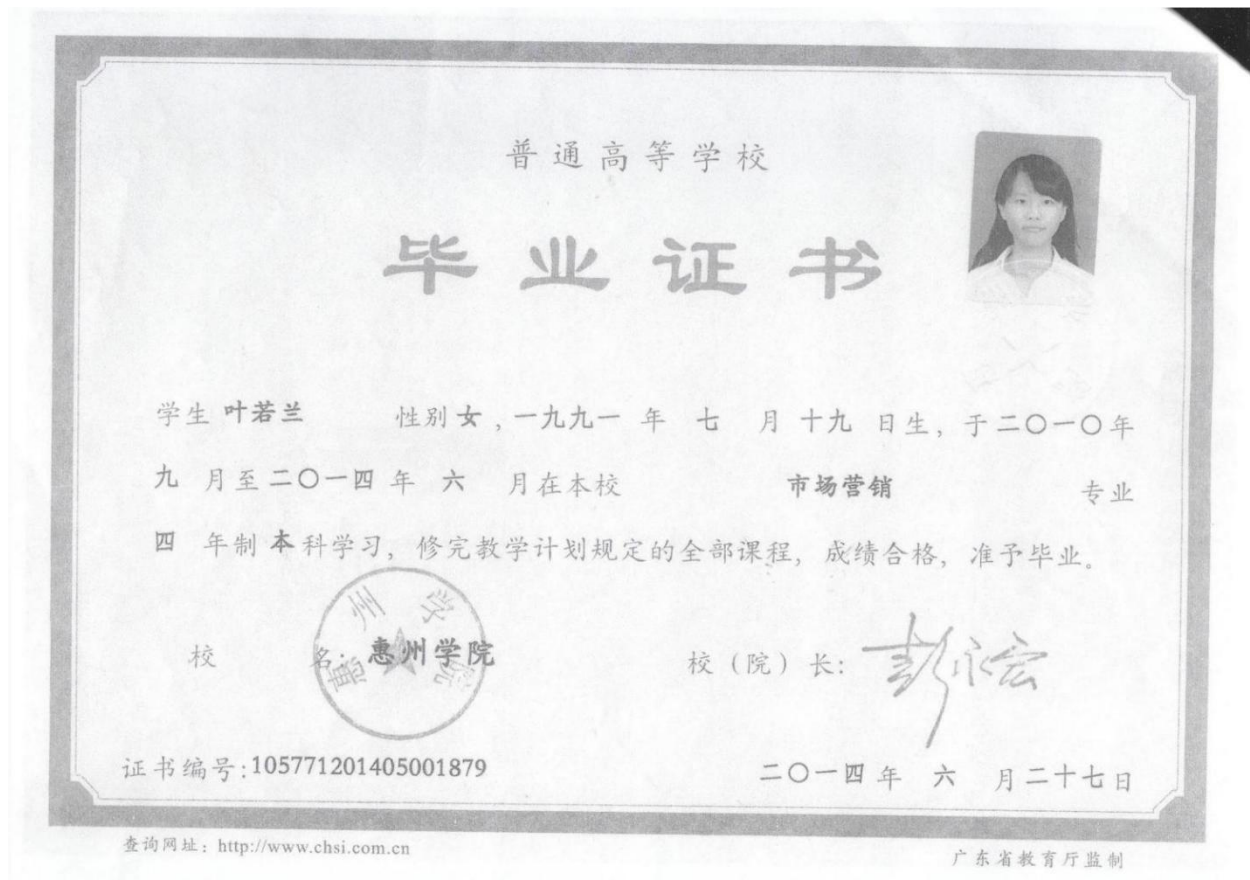 普通高等学校
毕业证书
学生 叶若兰 性别 女，一九九一 年 七 月 十九 日生，于二〇一〇年
九 月至二〇一四 年 六 月在本校 市场营销 专业
四 年制 本科学习，修完教学计划规定的全部课程，成绩合格，准予毕业。
惠州学院
校 名：惠州学院 校（院）长：
证书编号：105771201405001879 二〇一四 年 六 月二十七日
查询网址：http://www.chsi.com.cn 广东省教育厅监制